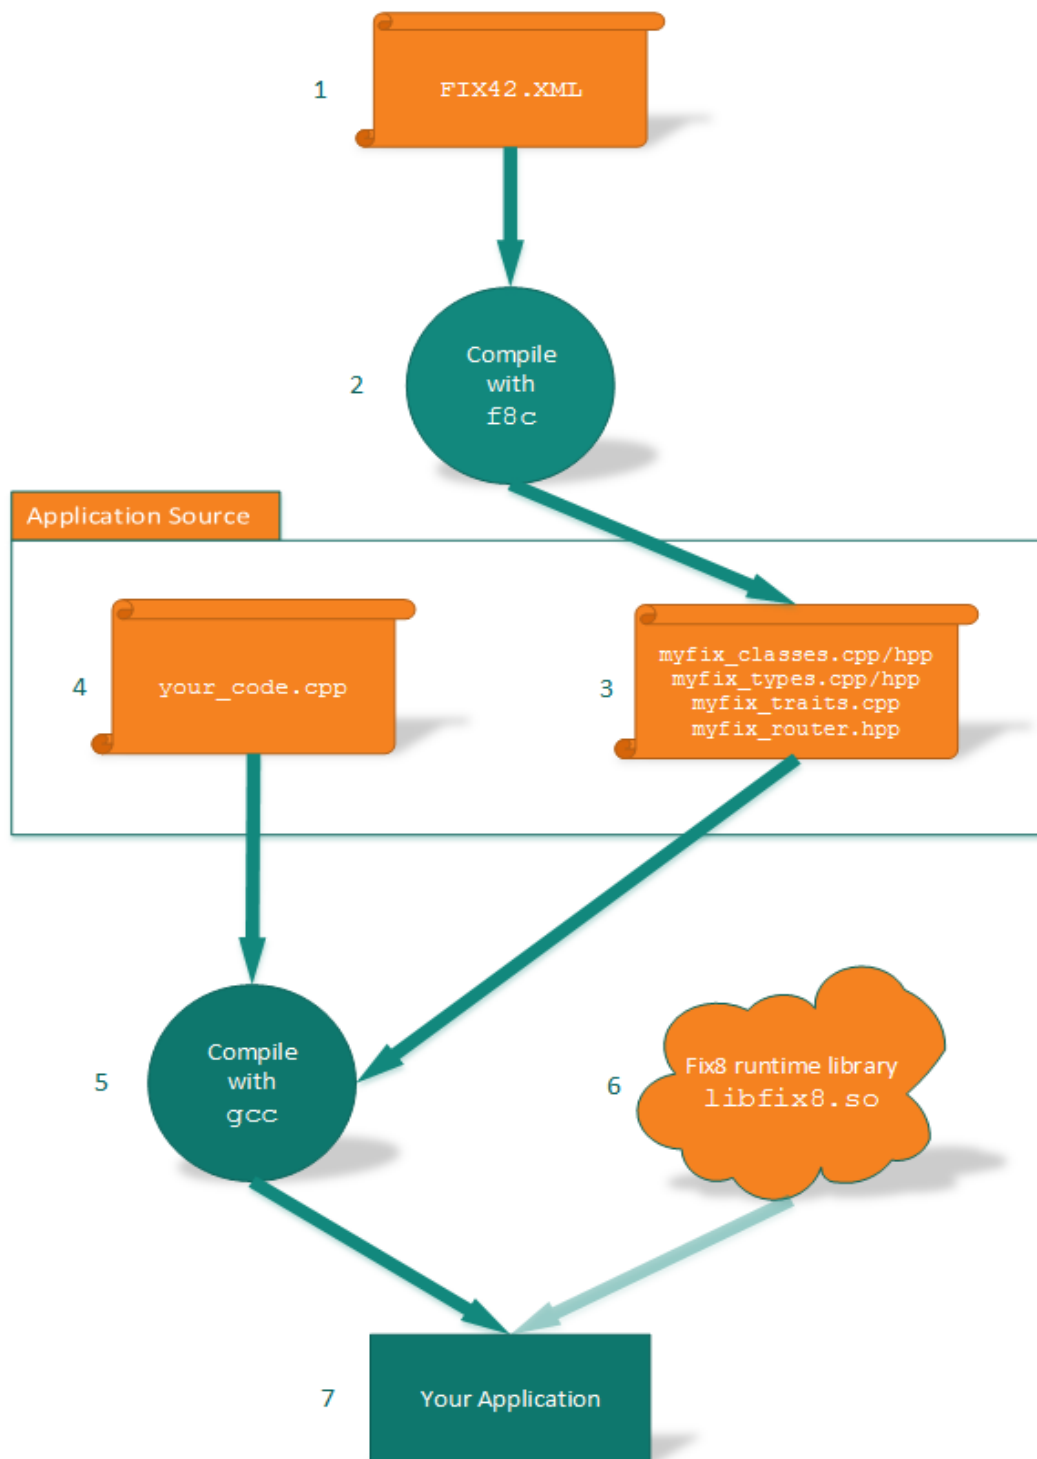 1
FIX42.XML
2
Compile
with
f8c
Application Source
4
your_code.cpp
3
myfix_classes.cpp/hpp
myfix_types.cpp/hpp
myfix_traits.cpp
myfix_router.hpp
5
Compile
with
gcc
6
Fix8 runtime library
libfix8.so
7
Your Application